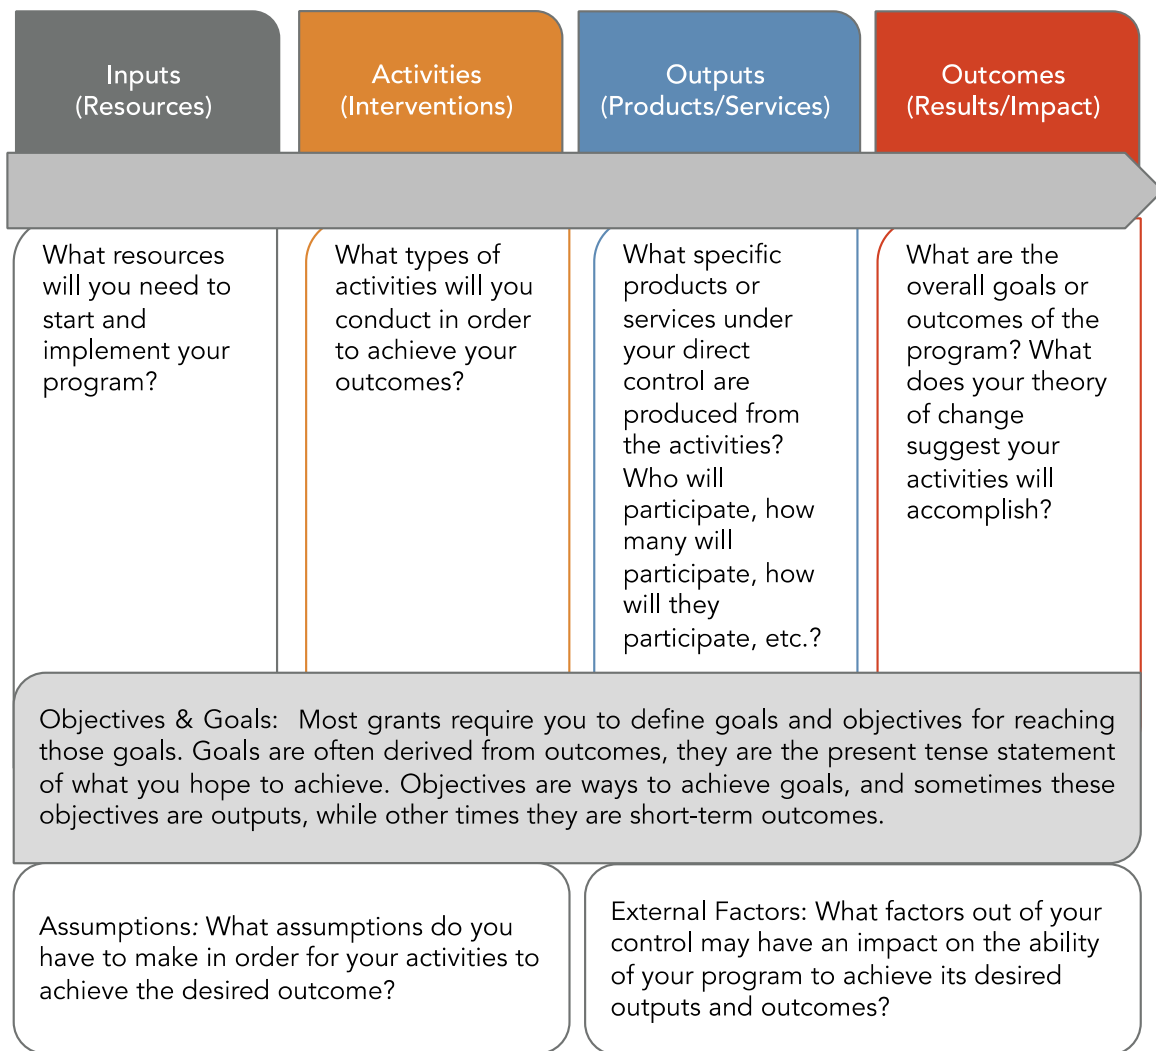 Inputs
(Resources)
Activities
(Interventions)
Outputs
(Products/Services)
Outcomes
(Results/Impact)
What resources
will you need to
start and
implement your
program?
What types of
activities will you
conduct in order
to achieve your
outcomes?
What specific
products or
services under
your direct
control are
produced from
the activities?
Who will
participate, how
many will
participate, how
will they
participate, etc.?
What are the
overall goals or
outcomes of the
program? What
does your theory
of change
suggest your
activities will
accomplish?
Objectives & Goals:  Most grants require you to define goals and objectives for reaching
those goals. Goals are often derived from outcomes, they are the present tense statement
of what you hope to achieve. Objectives are ways to achieve goals, and sometimes these
objectives are outputs, while other times they are short-term outcomes.
Assumptions: What assumptions do you
have to make in order for your activities to
achieve the desired outcome?
External Factors: What factors out of your
control may have an impact on the ability
of your program to achieve its desired
outputs and outcomes?